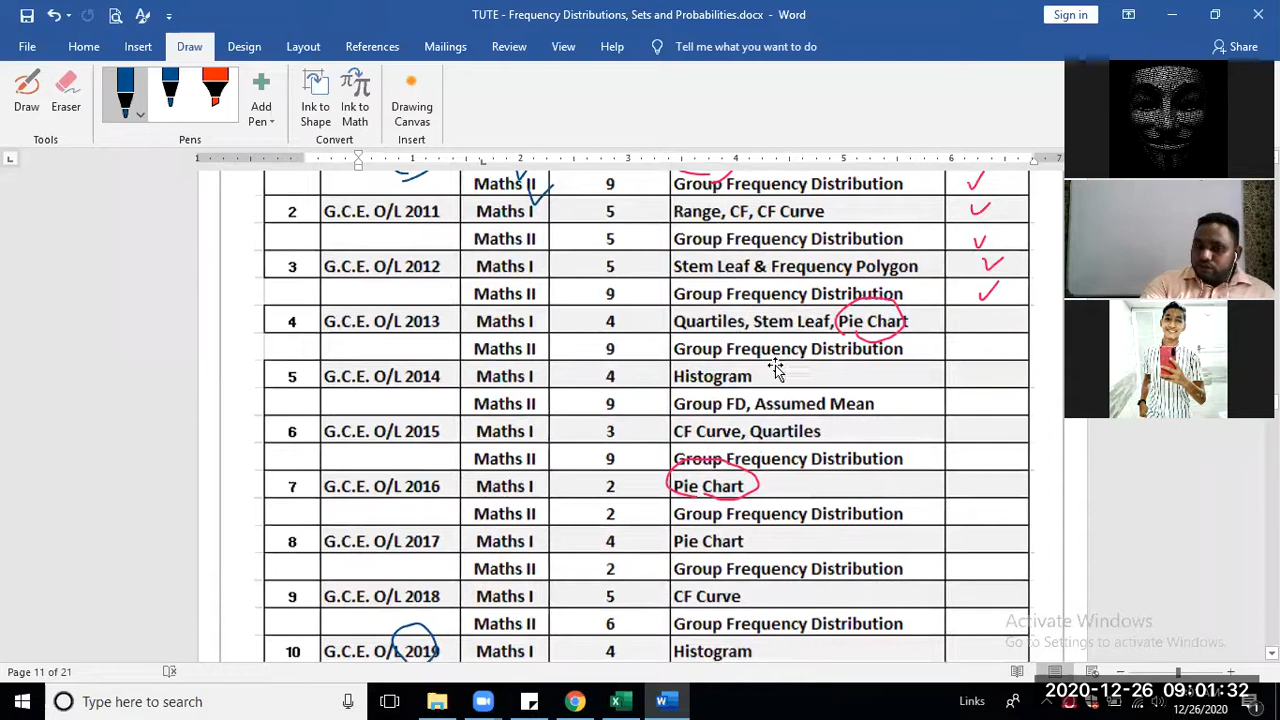 TUTE - Frequency Distributions, Sets and Probabilities.docx - Word
Sign in
File Home Insert Draw Design Layout References Mailings Review View Help Tell me what you want to do Share
Draw Eraser Add Pen Ink to Shape Ink to Math Drawing Canvas
Tools Pens Convert Insert
1 1 2 3 4 5 6 7
Maths II 9 Group Frequency Distribution
2 G.C.E. O/L 2011 Maths I 5 Range, CF, CF Curve
Maths II 5 Group Frequency Distribution
3 G.C.E. O/L 2012 Maths I 5 Stem Leaf & Frequency Polygon
Maths II 9 Group Frequency Distribution
4 G.C.E. O/L 2013 Maths I 4 Quartiles, Stem Leaf, Pie Chart
Maths II 9 Group Frequency Distribution
5 G.C.E. O/L 2014 Maths I 4 Histogram
Maths II 9 Group FD, Assumed Mean
6 G.C.E. O/L 2015 Maths I 3 CF Curve, Quartiles
Maths II 9 Group Frequency Distribution
7 G.C.E. O/L 2016 Maths I 2 Pie Chart
Maths II 2 Group Frequency Distribution
8 G.C.E. O/L 2017 Maths I 4 Pie Chart
Maths II 2 Group Frequency Distribution
9 G.C.E. O/L 2018 Maths I 5 CF Curve
Maths II 6 Group Frequency Distribution
10 G.C.E. O/L 2019 Maths I 4 Histogram
Activate Windows
Go to Settings to activate Windows.
Page 11 of 21
Type here to search
Links
2020-12-26 09:01:32
12/26/2020